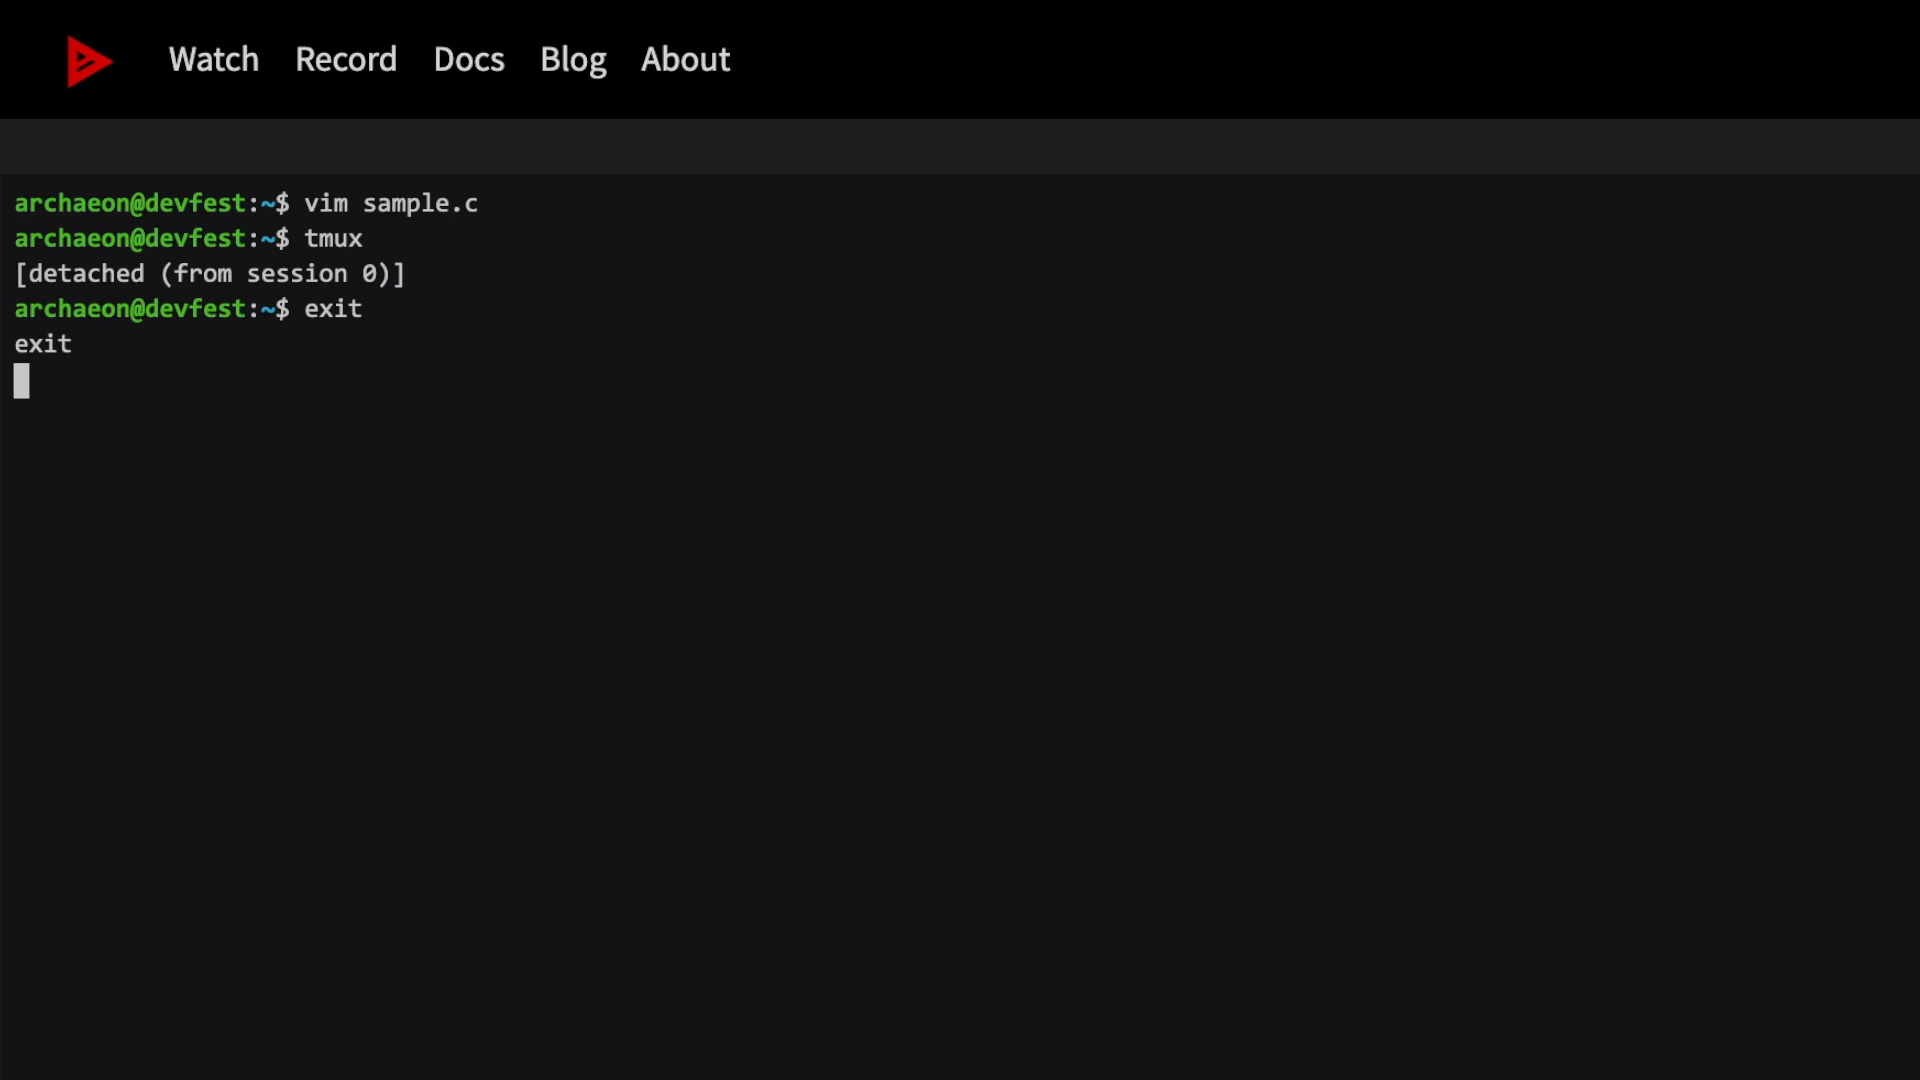 Watch Record Docs Blog About
archaeon@devfest:~$ vim sample.c
archaeon@devfest:~$ tmux
[detached (from session 0)]
archaeon@devfest:~$ exit
exit